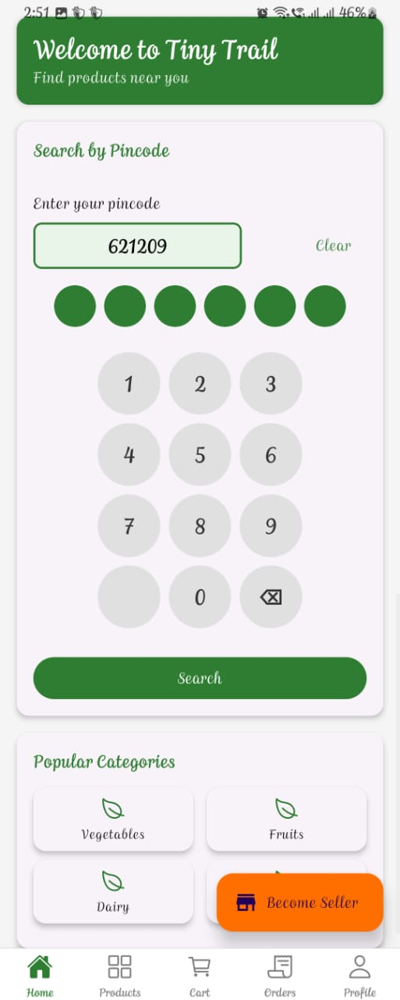 2:51 46%
Welcome to Tiny Trail
Find products near you
Search by Pincode
Enter your pincode
621209 Clear
1 2 3
4 5 6
7 8 9
0
Search
Popular Categories
Vegetables Fruits
Dairy
Become Seller
Home Products Cart Orders Profile